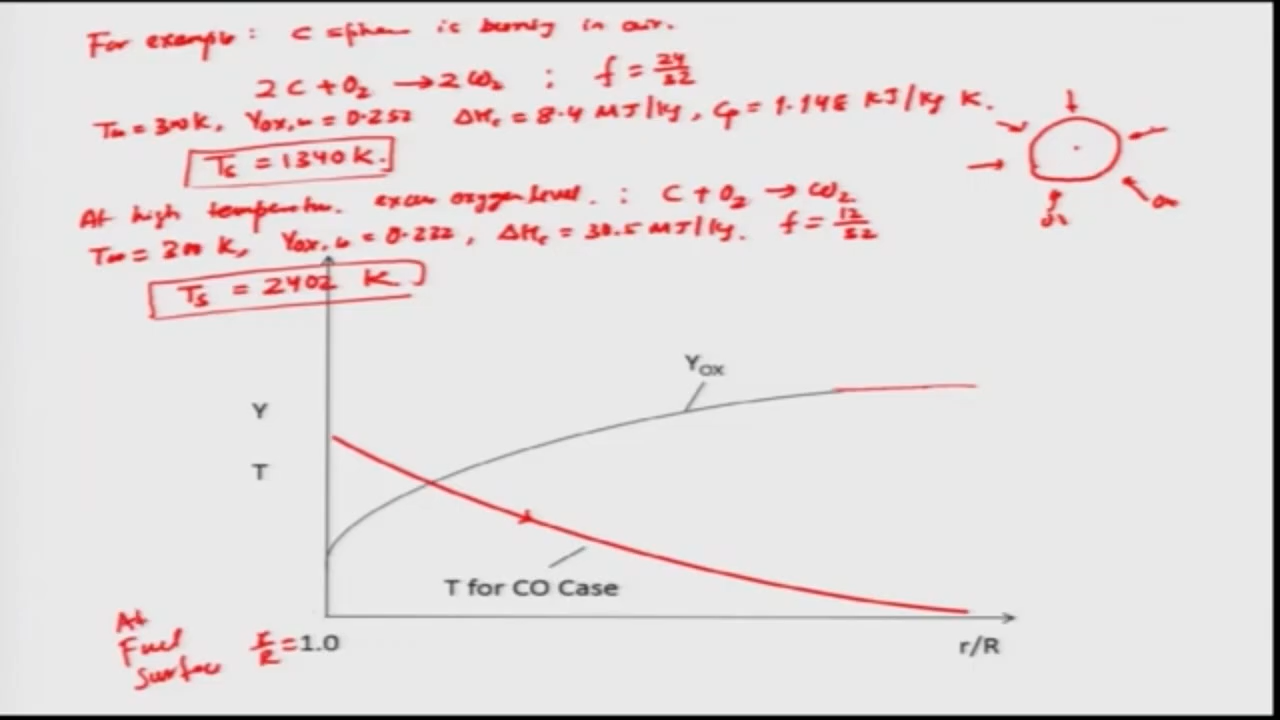 For example: C sphere is burning in air.
2C + O₂ → 2CO₂ ; f = 24/32
T∞ = 300 K, Yox,∞ = 0.232 ΔHc = 8.4 MJ/kg, Cp = 1.148 KJ/kg K.
Ts = 1340 K.
At high temperature. excess oxygen level. : C + O₂ → CO₂
T∞ = 300 K, Yox,∞ = 0.232, ΔHc = 30.5 MJ/kg. f = 12/32
Ts = 2402 K
Y_OX
Y
T
T for CO Case
At
Fuel
Surface r/R = 1.0
r/R